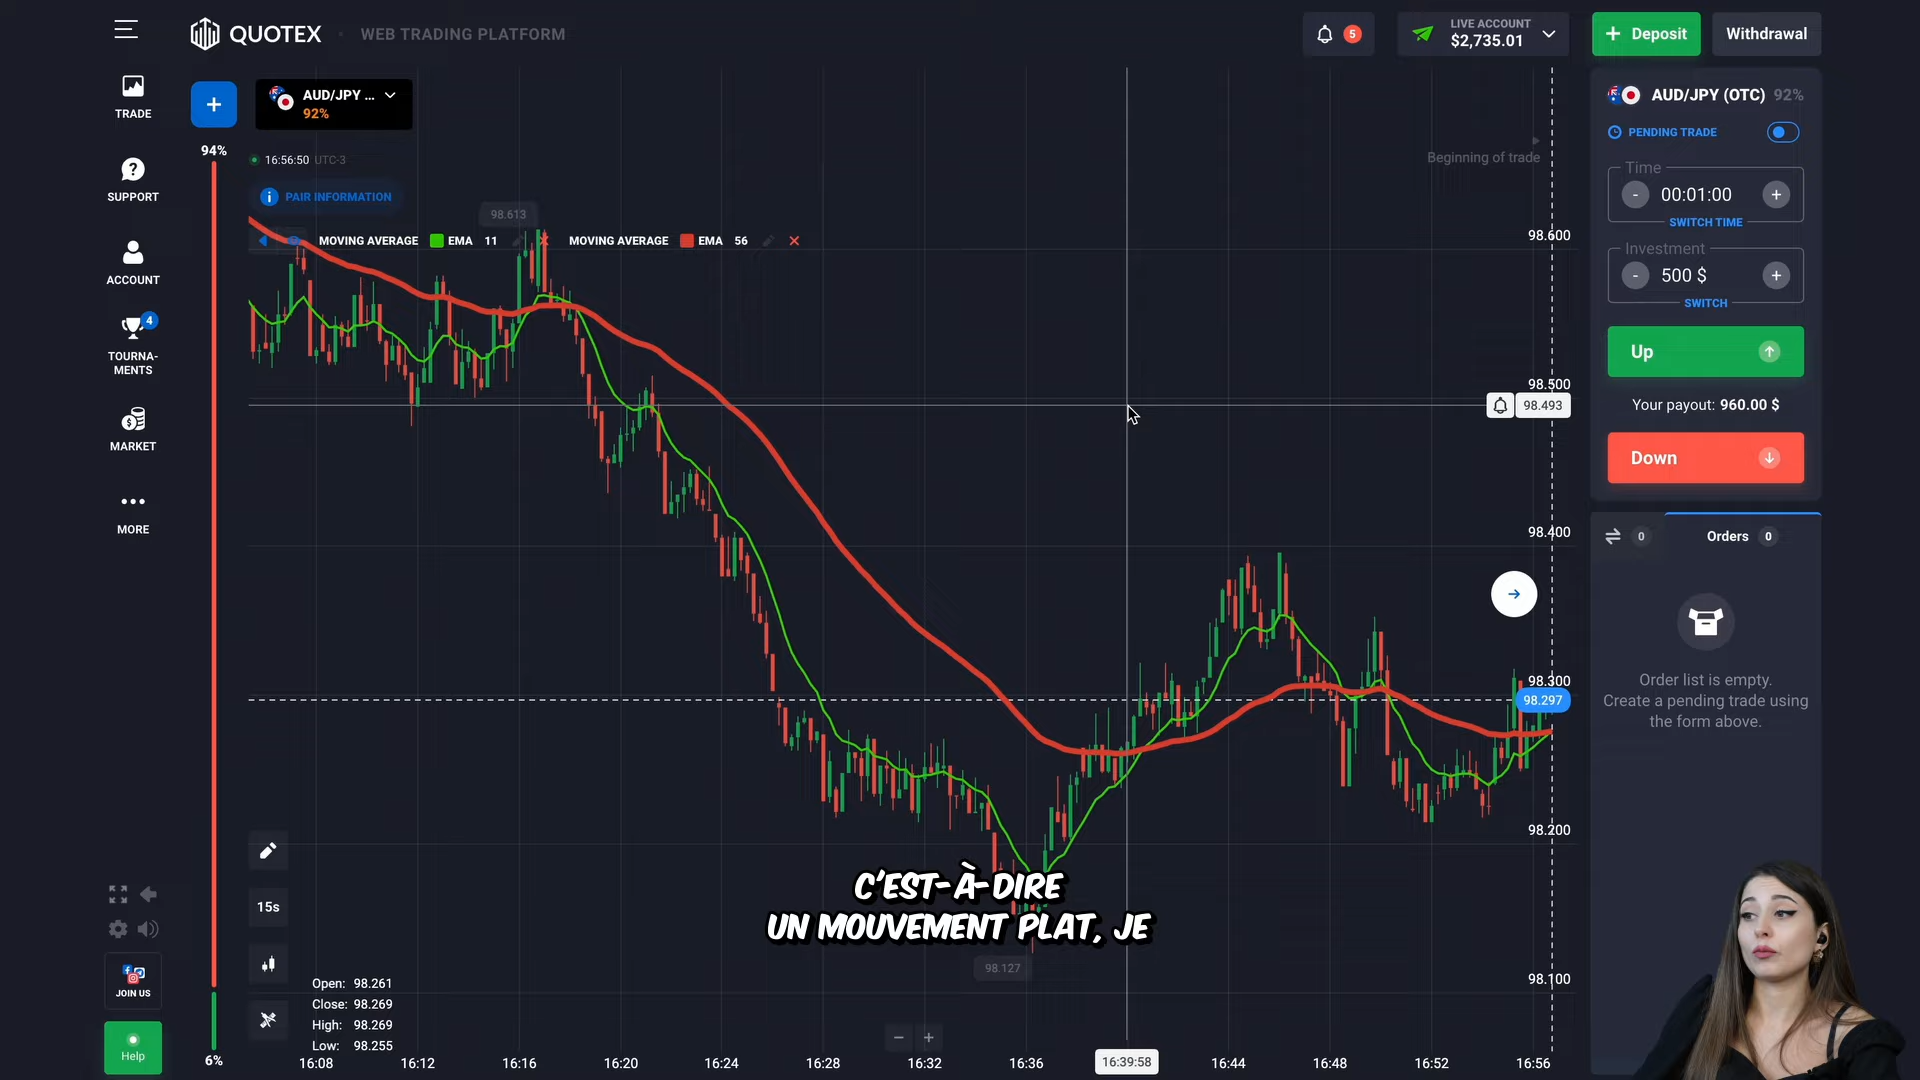 QUOTEX
WEB TRADING PLATFORM
5
LIVE ACCOUNT
$2,735.01
+ Deposit
Withdrawal
TRADE
SUPPORT
ACCOUNT
4
TOURNA-
MENTS
MARKET
MORE
JOIN US
Help
+
AUD/JPY ...
92%
94%
6%
16:56:50 UTC-3
PAIR INFORMATION
98.613
MOVING AVERAGE EMA 11
MOVING AVERAGE EMA 56
Beginning of trade
98.600
98.500
98.493
98.400
98.300
98.297
98.200
98.100
98.127
C'EST-À-DIRE
UN MOUVEMENT PLAT, JE
15s
Open: 98.261
Close: 98.269
High: 98.269
Low: 98.255
16:08 16:12 16:16 16:20 16:24 16:28 16:32 16:36 16:39:58 16:44 16:48 16:52 16:56
AUD/JPY (OTC) 92%
PENDING TRADE
Time
- 00:01:00 +
SWITCH TIME
Investment
- 500 $ +
SWITCH
Up
Your payout: 960.00 $
Down
0
Orders 0
Order list is empty.
Create a pending trade using
the form above.